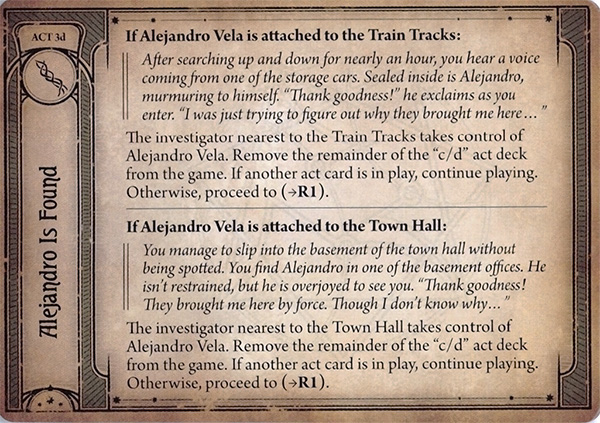 ACT 3d
Alejandro Is Found
If Alejandro Vela is attached to the Train Tracks:
After searching up and down for nearly an hour, you hear a voice
coming from one of the storage cars. Sealed inside is Alejandro,
murmuring to himself. “Thank goodness!” he exclaims as you
enter. “I was just trying to figure out why they brought me here…”
The investigator nearest to the Train Tracks takes control of
Alejandro Vela. Remove the remainder of the “c/d” act deck
from the game. If another act card is in play, continue playing.
Otherwise, proceed to (→R1).
If Alejandro Vela is attached to the Town Hall:
You manage to slip into the basement of the town hall without
being spotted. You find Alejandro in one of the basement offices. He
isn’t restrained, but he is overjoyed to see you. “Thank goodness!
They brought me here by force. Though I don’t know why…”
The investigator nearest to the Town Hall takes control of
Alejandro Vela. Remove the remainder of the “c/d” act deck
from the game. If another act card is in play, continue playing.
Otherwise, proceed to (→R1).